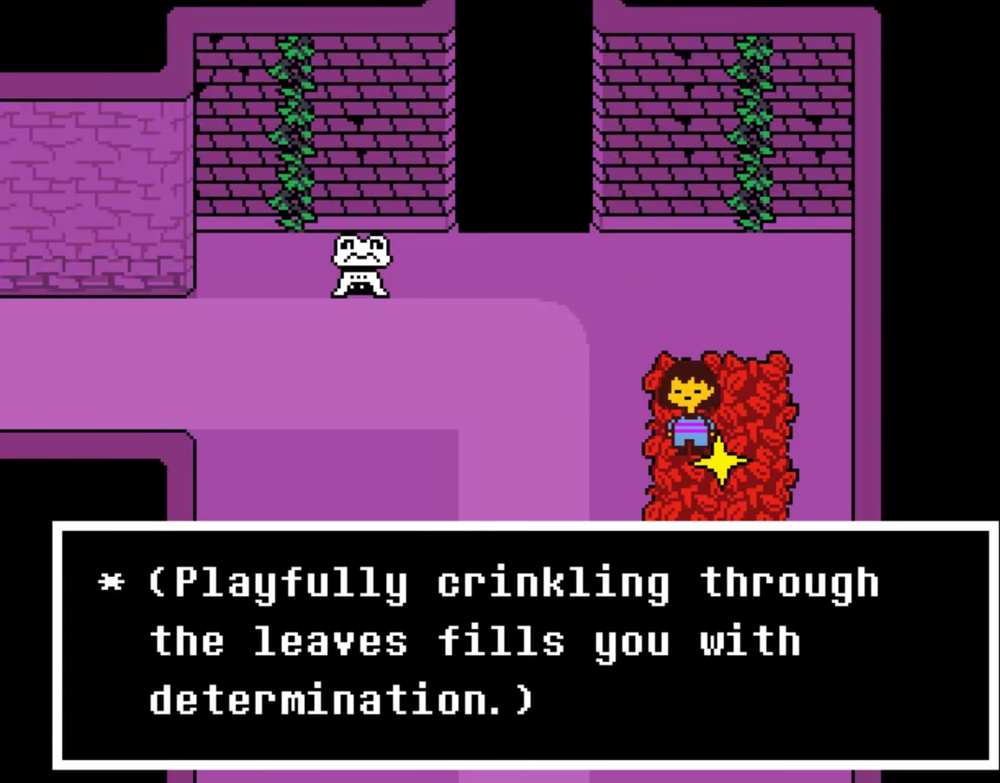 * (Playfully crinkling through
the leaves fills you with
determination.)